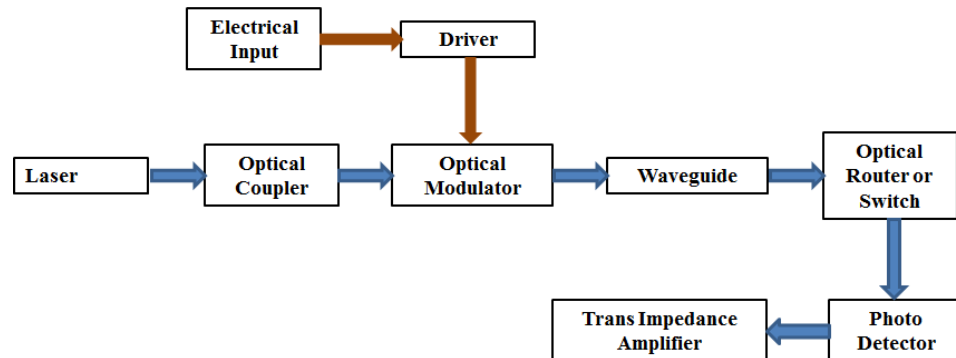 Electrical
Input
Driver
Laser
Optical
Coupler
Optical
Modulator
Waveguide
Optical
Router or
Switch
Trans Impedance
Amplifier
Photo
Detector